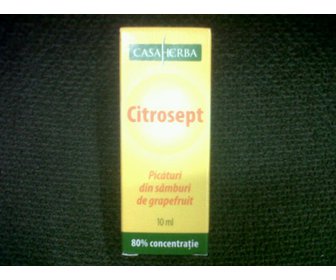 CASA HERBA
Citrosept
Picături
din sâmburi
de grapefruit
10 ml
80% concentrație